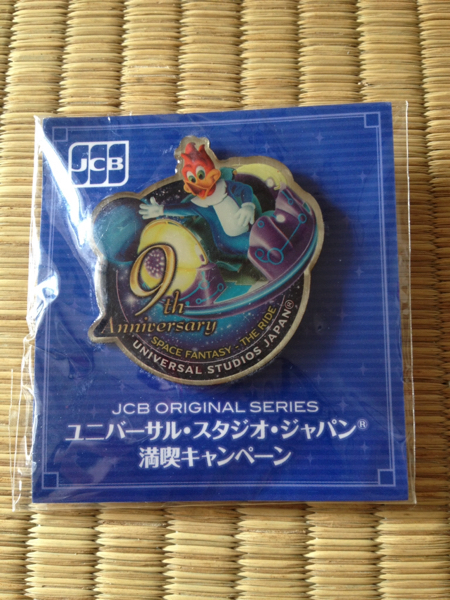 JCB
9th
Anniversary
SPACE FANTASY - THE RIDE
UNIVERSAL STUDIOS JAPAN®
JCB ORIGINAL SERIES
ユニバーサル・スタジオ・ジャパン®
満喫キャンペーン